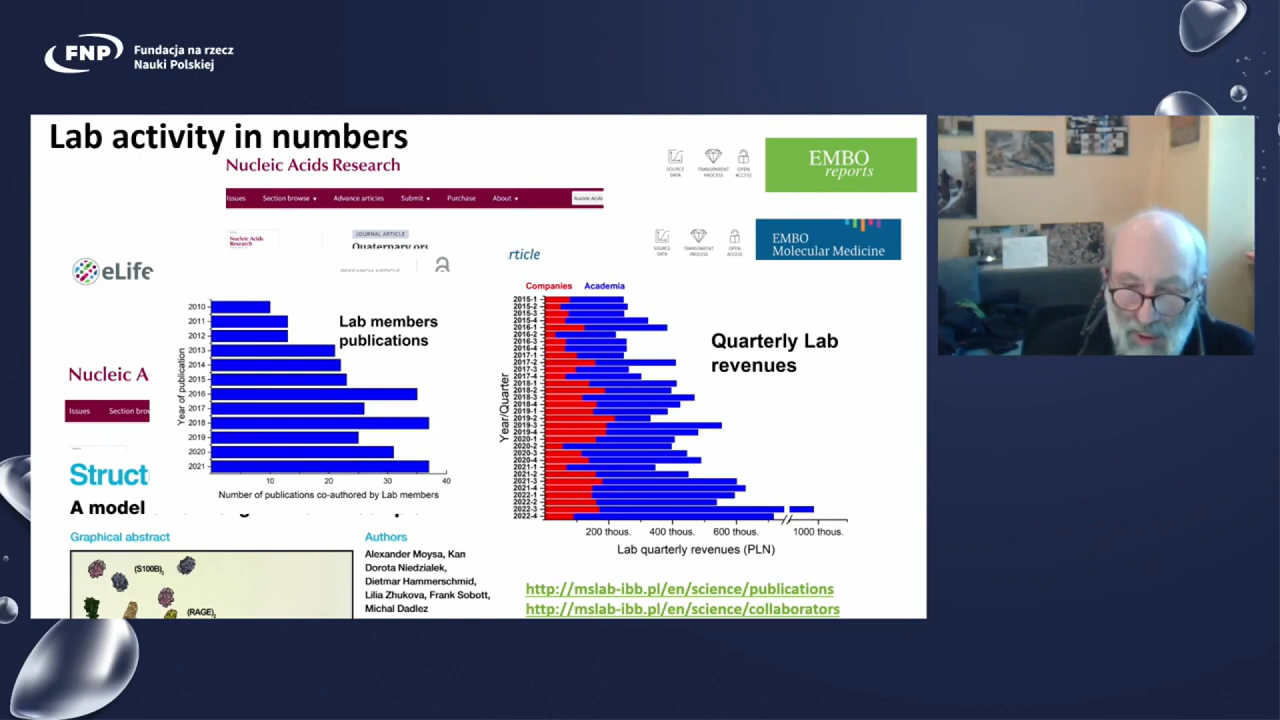 FNP
Fundacja na rzecz
Nauki Polskiej
Lab activity in numbers
Nucleic Acids Research
Issues Section browse Advance articles Submit Purchase About Nucleic Acids
Nucleic Acids
Research
JOURNAL ARTICLE
Quaternary
RESEARCH ARTICLE
SOURCE
DATA
TRANSPARENT
PROCESS
OPEN
ACCESS
EMBO
reports
SOURCE
DATA
TRANSPARENT
PROCESS
OPEN
ACCESS
EMBO
Molecular Medicine
rticle
eLife
Lab members
publications
Year of publication
2010
2011
2012
2013
2014
2015
2016
2017
2018
2019
2020
2021
10 20 30 40
Number of publications co-authored by Lab members
Nucleic A
Issues Section brow
Struct
A model
Graphical abstract
(S100B)
(RAGE)
Authors
Alexander Moysa, Kan
Dorota Niedzialek,
Dietmar Hammerschmid,
Lilia Zhukova, Frank Sobott,
Michal Dadlez
Companies Academia
Quarterly Lab
revenues
Year/Quarter
2015-1
2015-2
2015-3
2015-4
2016-1
2016-2
2016-3
2016-4
2017-1
2017-2
2017-3
2017-4
2018-1
2018-2
2018-3
2018-4
2019-1
2019-2
2019-3
2019-4
2020-1
2020-2
2020-3
2020-4
2021-1
2021-2
2021-3
2021-4
2022-1
2022-2
2022-3
2022-4
200 thous. 400 thous. 600 thous. 1000 thous.
Lab quarterly revenues (PLN)
http://mslab-ibb.pl/en/science/publications
http://mslab-ibb.pl/en/science/collaborators